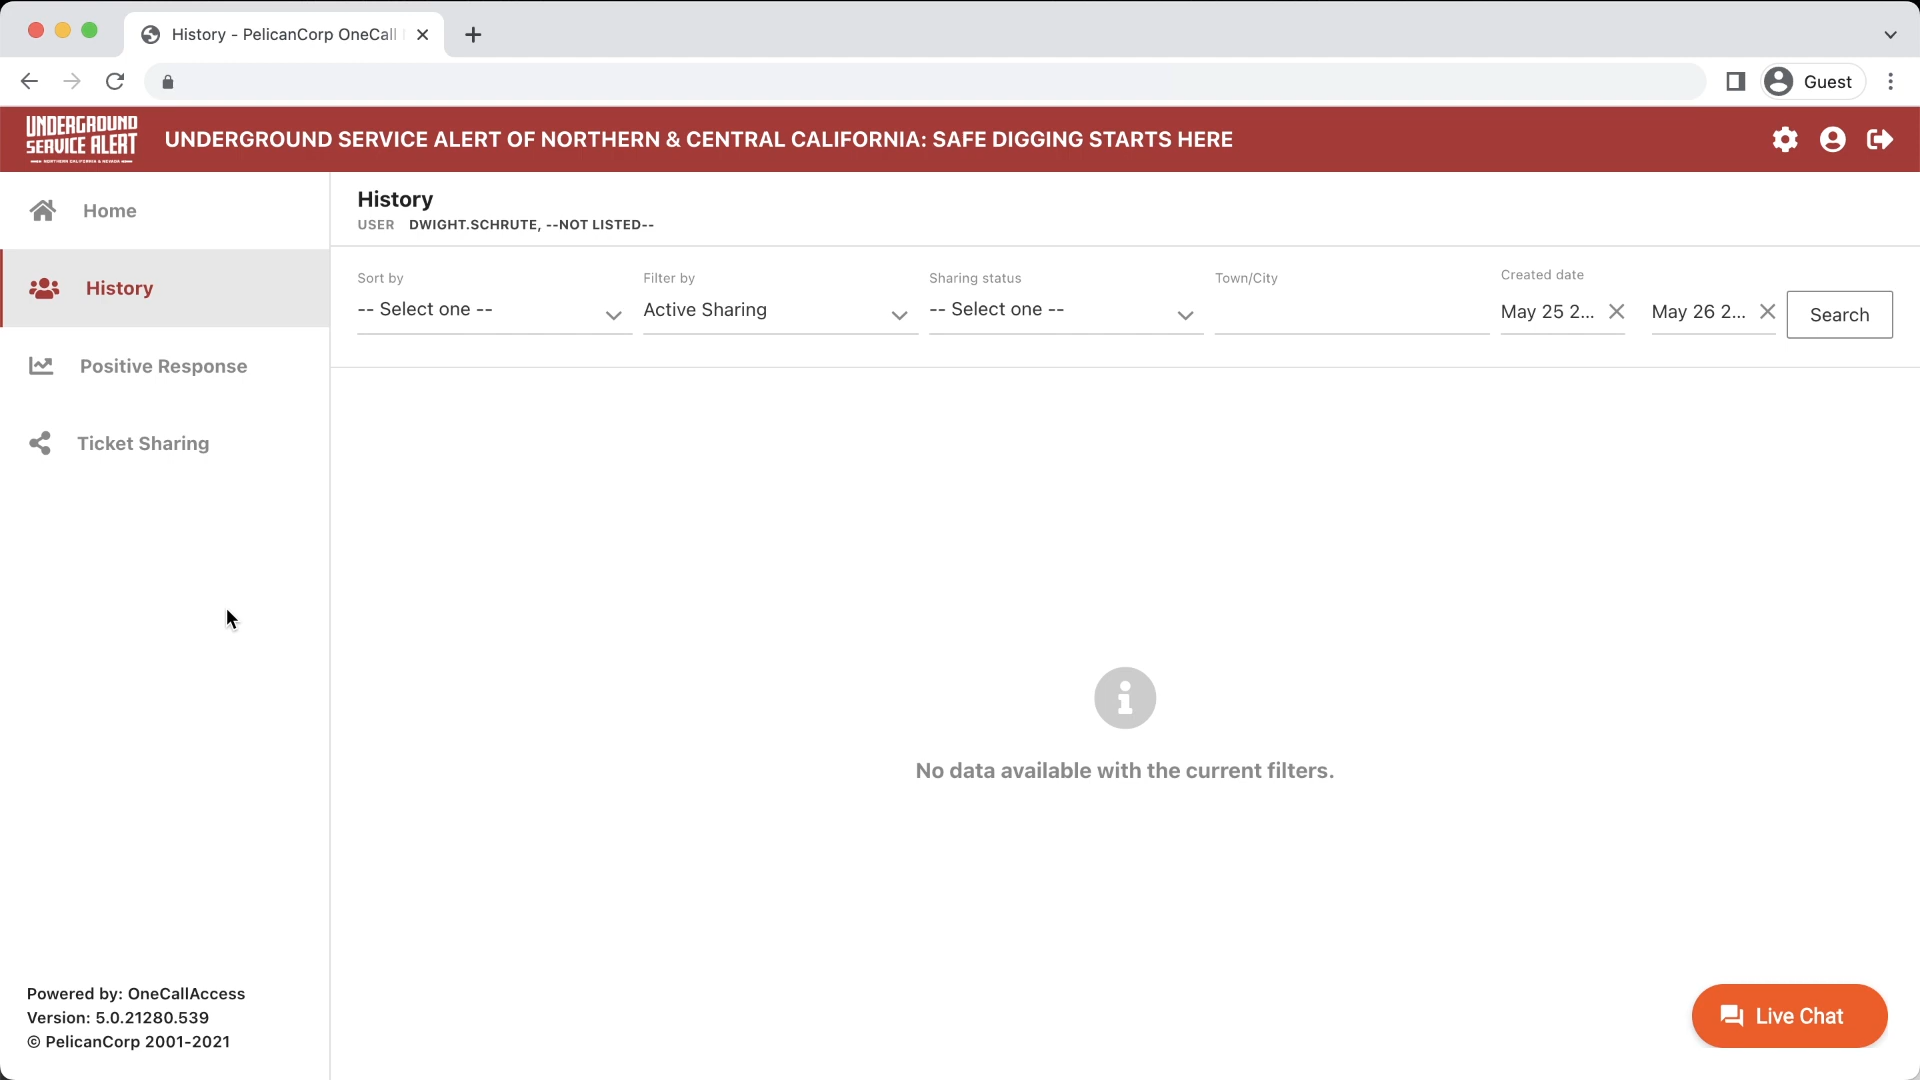 History - PelicanCorp OneCall
Guest
UNDERGROUND
SERVICE ALERT
NORTHERN CALIFORNIA & NEVADA
UNDERGROUND SERVICE ALERT OF NORTHERN & CENTRAL CALIFORNIA: SAFE DIGGING STARTS HERE
Home
History
Positive Response
Ticket Sharing
History
USER DWIGHT.SCHRUTE, --NOT LISTED--
Sort by
-- Select one --
Filter by
Active Sharing
Sharing status
-- Select one --
Town/City
Created date
May 25 2...
May 26 2...
Search
No data available with the current filters.
Powered by: OneCallAccess
Version: 5.0.21280.539
© PelicanCorp 2001-2021
Live Chat